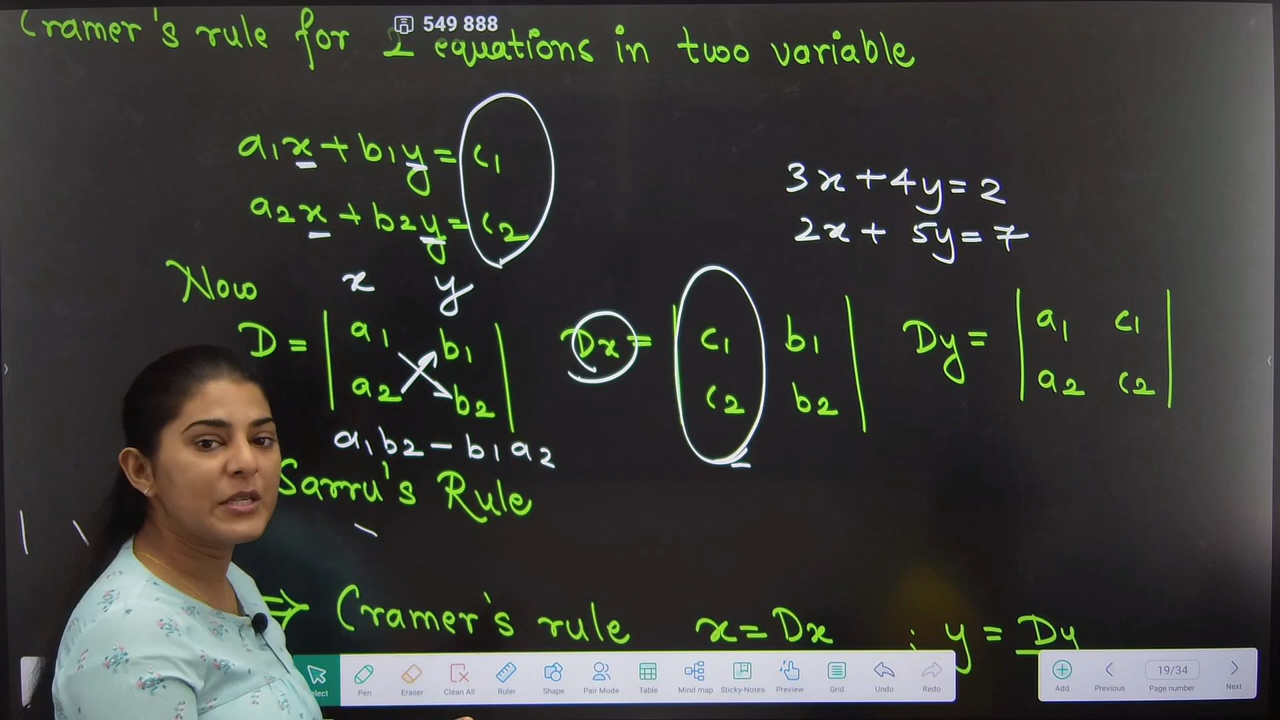 Cramer's rule for 2 equations in two variable
549 888
a1x + b1y = c1
a2x + b2y = c2
3x + 4y = 2
2x + 5y = 7
Now
x y
D = | a1 b1 |
| a2 b2 |
Dx = | c1 b1 |
| c2 b2 |
Dy = | a1 c1 |
| a2 c2 |
a1b2 - b1a2
Sarru's Rule
⇒ Cramer's rule x = Dx ; y = Dy
Pen Eraser Clean All Ruler Shape Pair Mode Table Mind map Sticky-Notes Preview Grid Undo Redo
Add Previous 19/34 Page number Next